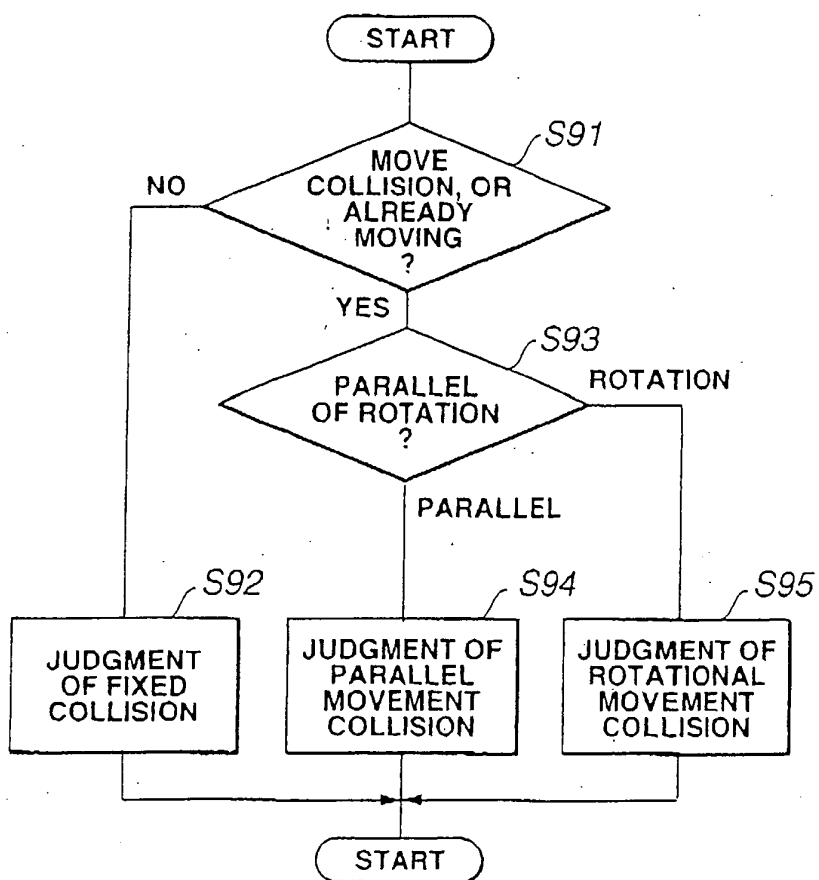 START
S91
MOVE
COLLISION, OR
ALREADY
MOVING
?
NO
YES
S93
PARALLEL
OF ROTATION
?
ROTATION
PARALLEL
S92
JUDGMENT
OF FIXED
COLLISION
S94
JUDGMENT OF
PARALLEL
MOVEMENT
COLLISION
S95
JUDGMENT OF
ROTATIONAL
MOVEMENT
COLLISION
START